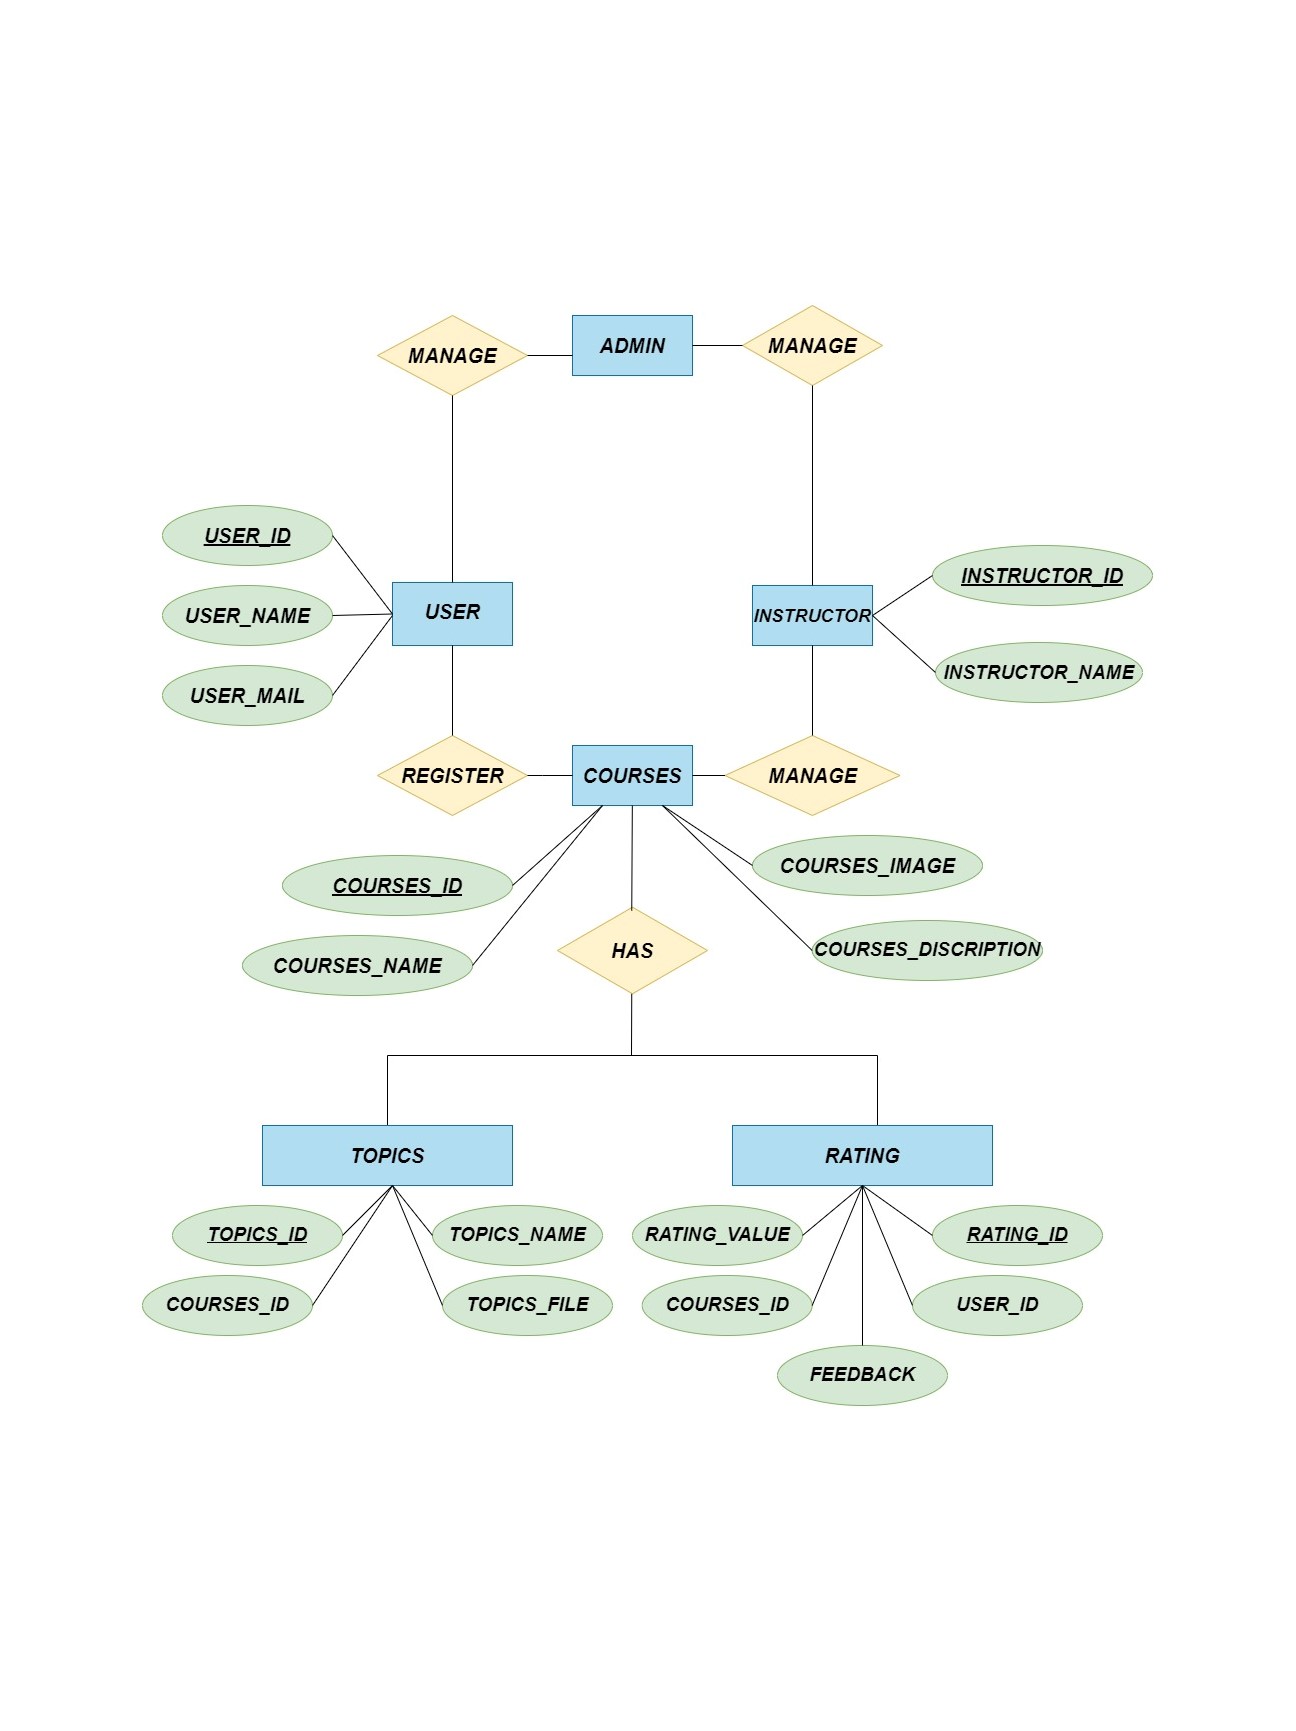 MANAGE
ADMIN
MANAGE
USER_ID
USER_NAME
USER_MAIL
USER
INSTRUCTOR
INSTRUCTOR_ID
INSTRUCTOR_NAME
REGISTER
COURSES
MANAGE
COURSES_ID
COURSES_NAME
HAS
COURSES_IMAGE
COURSES_DISCRIPTION
TOPICS
RATING
TOPICS_ID
TOPICS_NAME
COURSES_ID
TOPICS_FILE
RATING_VALUE
RATING_ID
COURSES_ID
USER_ID
FEEDBACK